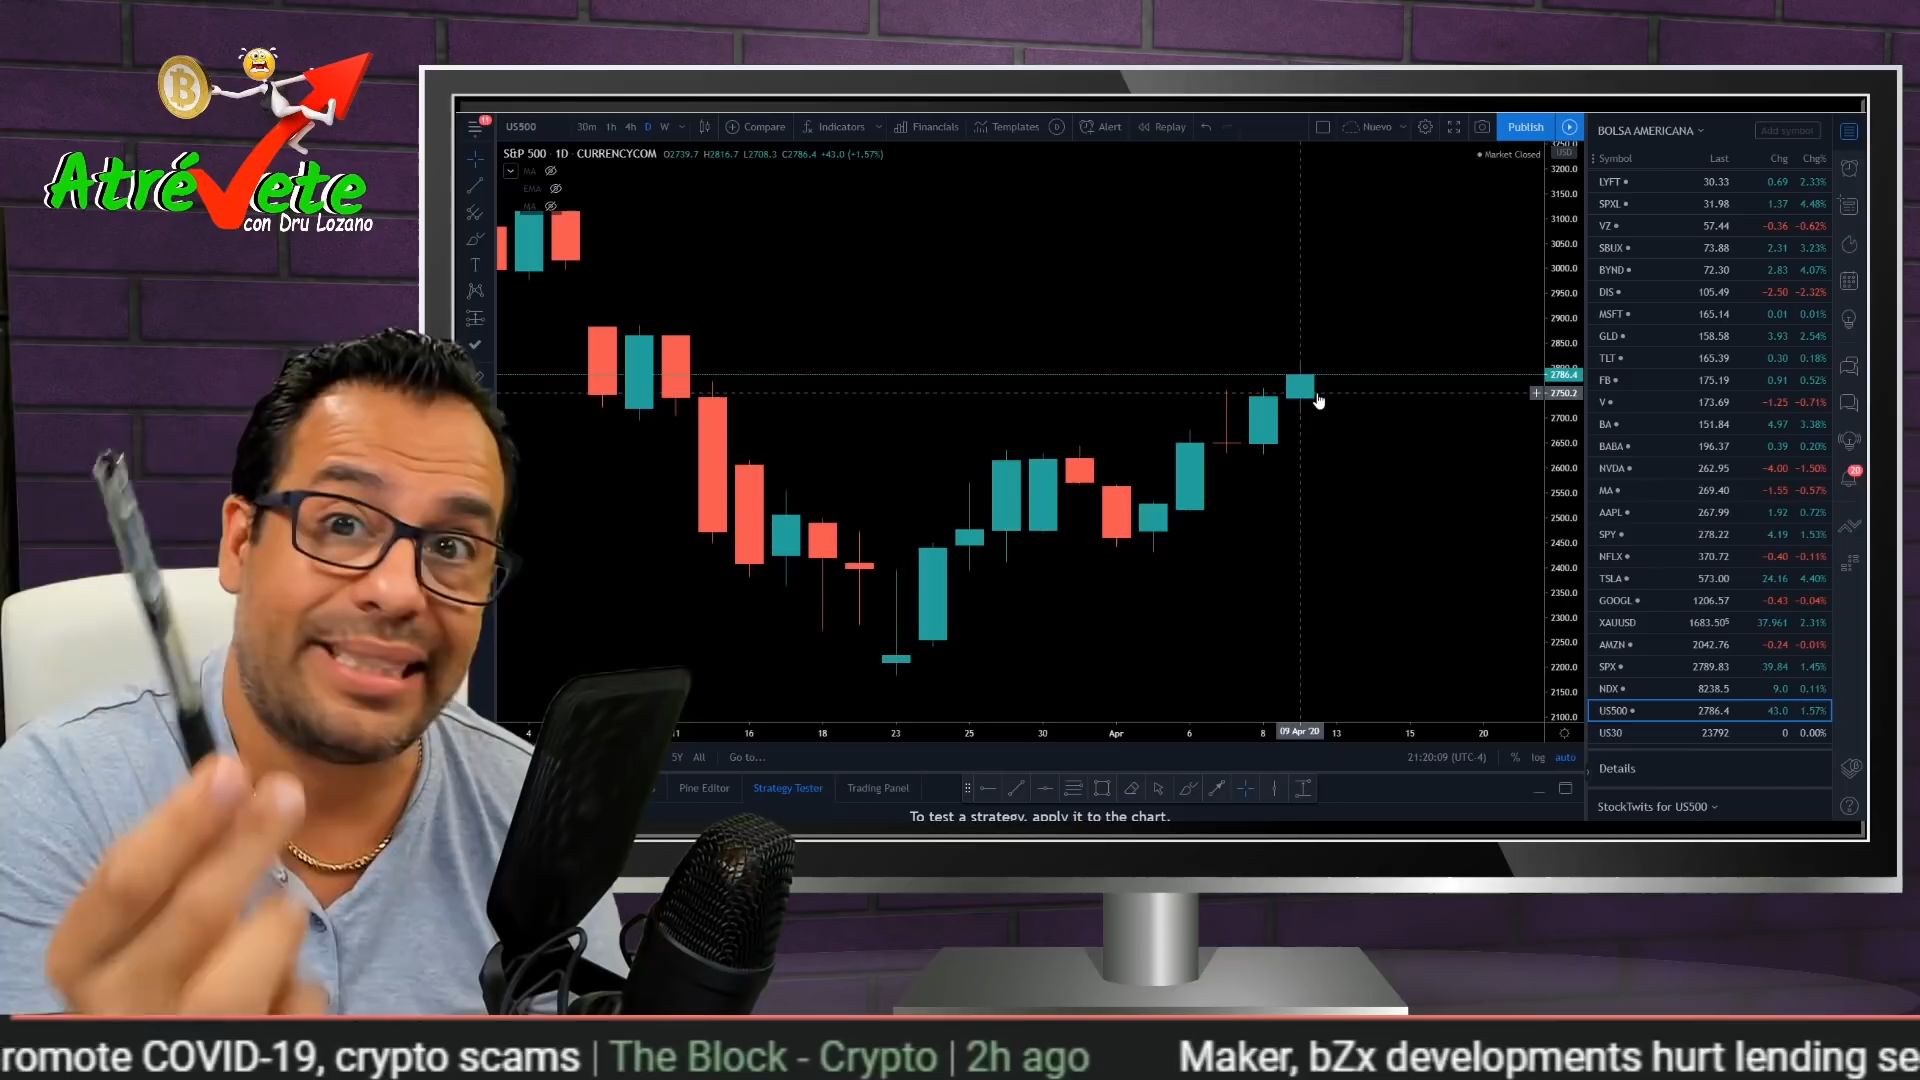 Atrévete
con Dru Lozano
11
US500 30m 1h 4h D W Compare Indicators Financials Templates Alert Replay Nuevo Publish
S&P 500 · 1D · CURRENCYCOM O2739.7 H2816.7 L2708.3 C2786.4 +43.0 (+1.57%)
Market Closed
USD
MA
EMA
MA
3200.0
3150.0
3100.0
3050.0
3000.0
2950.0
2900.0
2850.0
2786.4
2750.2
2700.0
2650.0
2600.0
2550.0
2500.0
2450.0
2400.0
2350.0
2300.0
2250.0
2200.0
2150.0
2100.0
4 11 16 18 23 25 30 Apr 6 8 09 Apr '20 13 15 20
5Y All Go to... 21:20:09 (UTC-4) % log auto
Pine Editor Strategy Tester Trading Panel
To test a strategy, apply it to the chart.
BOLSA AMERICANA Add symbol
Symbol Last Chg Chg%
LYFT 30.33 0.69 2.33%
SPXL 31.98 1.37 4.48%
VZ 57.44 −0.36 −0.62%
SBUX 73.88 2.31 3.23%
BYND 72.30 2.83 4.07%
DIS 105.49 −2.50 −2.32%
MSFT 165.14 0.01 0.01%
GLD 158.58 3.93 2.54%
TLT 165.39 0.30 0.18%
FB 175.19 0.91 0.52%
V 173.69 −1.25 −0.71%
BA 151.84 4.97 3.38%
BABA 196.37 0.39 0.20%
NVDA 262.95 −4.00 −1.50%
MA 269.40 −1.55 −0.57%
AAPL 267.99 1.92 0.72%
SPY 278.22 4.19 1.53%
NFLX 370.72 −0.40 −0.11%
TSLA 573.00 24.16 4.40%
GOOGL 1206.57 −0.43 −0.04%
XAUUSD 1683.50⁵ 37.961 2.31%
AMZN 2042.76 −0.24 −0.01%
SPX 2789.83 39.84 1.45%
NDX 8238.5 9.0 0.11%
US500 2786.4 43.0 1.57%
US30 23792 0 0.00%
Details
StockTwits for US500
20
romote COVID-19, crypto scams | The Block - Crypto | 2h ago Maker, bZx developments hurt lending se